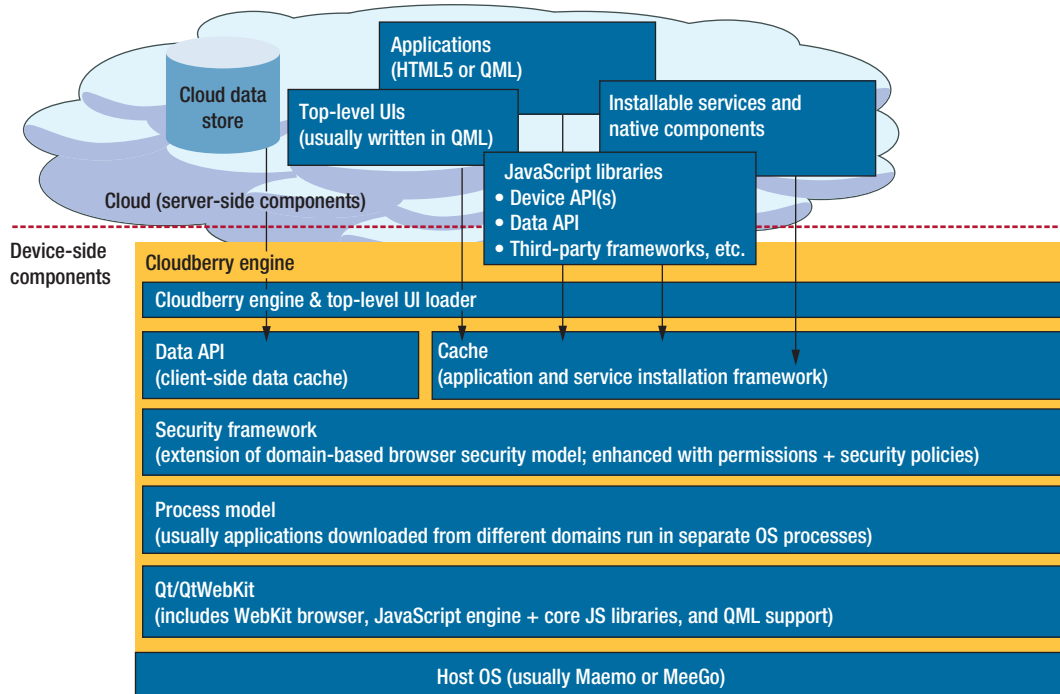 Applications
(HTML5 or QML)
Cloud data
store
Top-level UIs
(usually written in QML)
Installable services and
native components
JavaScript libraries
• Device API(s)
• Data API
• Third-party frameworks, etc.
Cloud (server-side components)
Device-side
components
Cloudberry engine
Cloudberry engine & top-level UI loader
Data API
(client-side data cache)
Cache
(application and service installation framework)
Security framework
(extension of domain-based browser security model; enhanced with permissions + security policies)
Process model
(usually applications downloaded from different domains run in separate OS processes)
Qt/QtWebKit
(includes WebKit browser, JavaScript engine + core JS libraries, and QML support)
Host OS (usually Maemo or MeeGo)